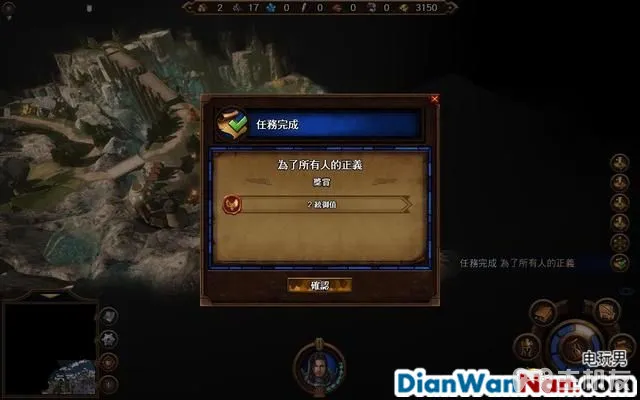 2 17 0 0 0 0 3150
任務完成
為了所有人的正義
獎賞
2 統御值
任務完成 為了所有人的正義
確認
电玩男
DianWanNan.com